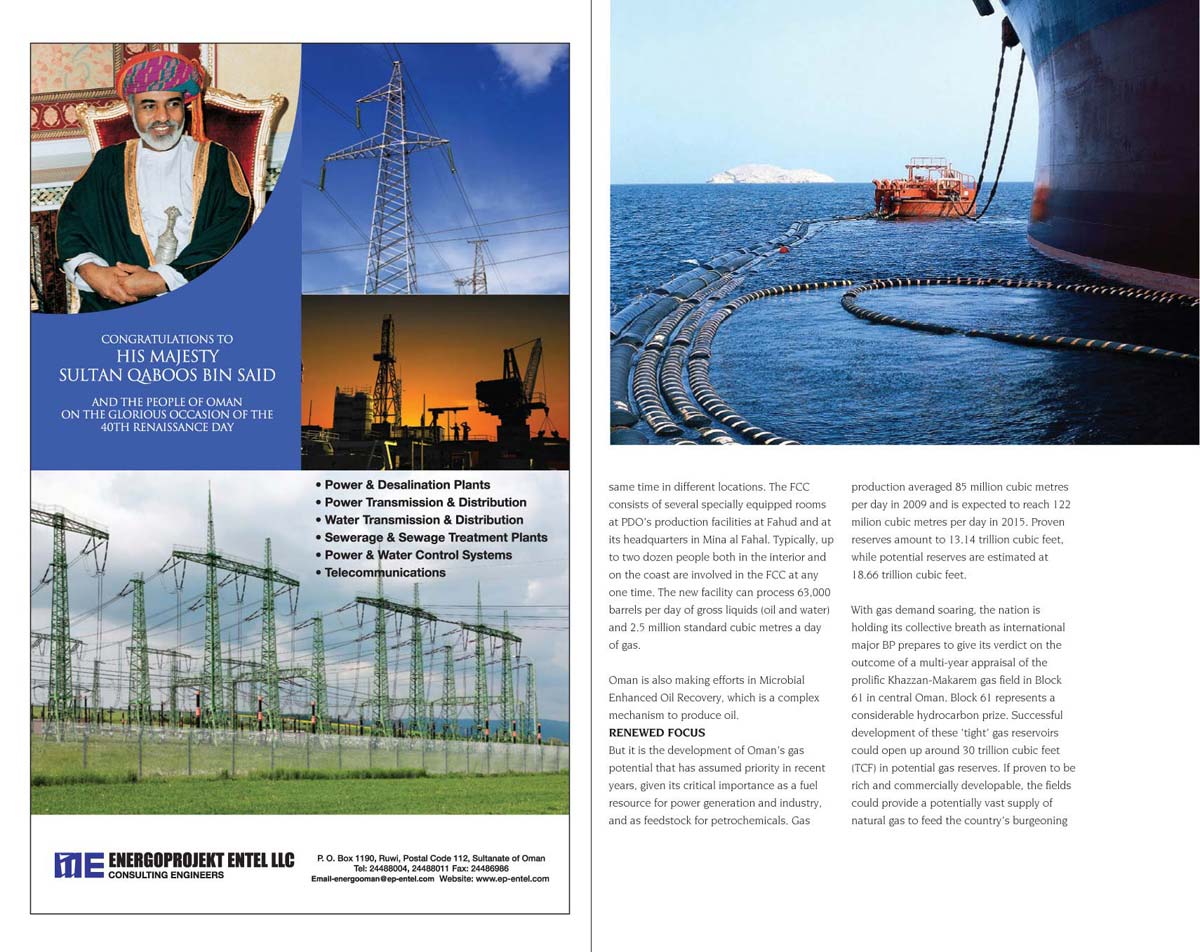 CONGRATULATIONS TO
HIS MAJESTY
SULTAN QABOOS BIN SAID
AND THE PEOPLE OF OMAN
ON THE GLORIOUS OCCASION OF THE
40TH RENAISSANCE DAY
• Power & Desalination Plants
• Power Transmission & Distribution
• Water Transmission & Distribution
• Sewerage & Sewage Treatment Plants
• Power & Water Control Systems
• Telecommunications
ENERGOPROJEKT ENTEL LLC
CONSULTING ENGINEERS
P. O. Box 1190, Ruwi, Postal Code 112, Sultanate of Oman
Tel: 24488004, 24488011 Fax: 24486986
Email-energooman@ep-entel.com Website: www.ep-entel.com
same time in different locations. The FCC
consists of several specially equipped rooms
at PDO's production facilities at Fahud and at
its headquarters in Mina al Fahal. Typically, up
to two dozen people both in the interior and
on the coast are involved in the FCC at any
one time. The new facility can process 63,000
barrels per day of gross liquids (oil and water)
and 2.5 million standard cubic metres a day
of gas.
Oman is also making efforts in Microbial
Enhanced Oil Recovery, which is a complex
mechanism to produce oil.
RENEWED FOCUS
But it is the development of Oman's gas
potential that has assumed priority in recent
years, given its critical importance as a fuel
resource for power generation and industry,
and as feedstock for petrochemicals. Gas
production averaged 85 million cubic metres
per day in 2009 and is expected to reach 122
milion cubic metres per day in 2015. Proven
reserves amount to 13.14 trillion cubic feet,
while potential reserves are estimated at
18.66 trillion cubic feet.
With gas demand soaring, the nation is
holding its collective breath as international
major BP prepares to give its verdict on the
outcome of a multi-year appraisal of the
prolific Khazzan-Makarem gas field in Block
61 in central Oman. Block 61 represents a
considerable hydrocarbon prize. Successful
development of these 'tight' gas reservoirs
could open up around 30 trillion cubic feet
(TCF) in potential gas reserves. If proven to be
rich and commercially developable, the fields
could provide a potentially vast supply of
natural gas to feed the country's burgeoning